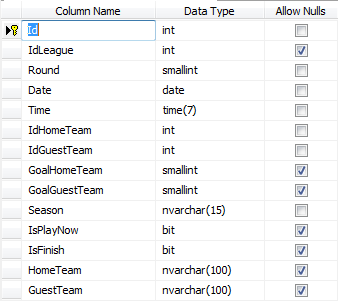 Column Name Data Type Allow Nulls
Id int
IdLeague int
Round smallint
Date date
Time time(7)
IdHomeTeam int
IdGuestTeam int
GoalHomeTeam smallint
GoalGuestTeam smallint
Season nvarchar(15)
IsPlayNow bit
IsFinish bit
HomeTeam nvarchar(100)
GuestTeam nvarchar(100)